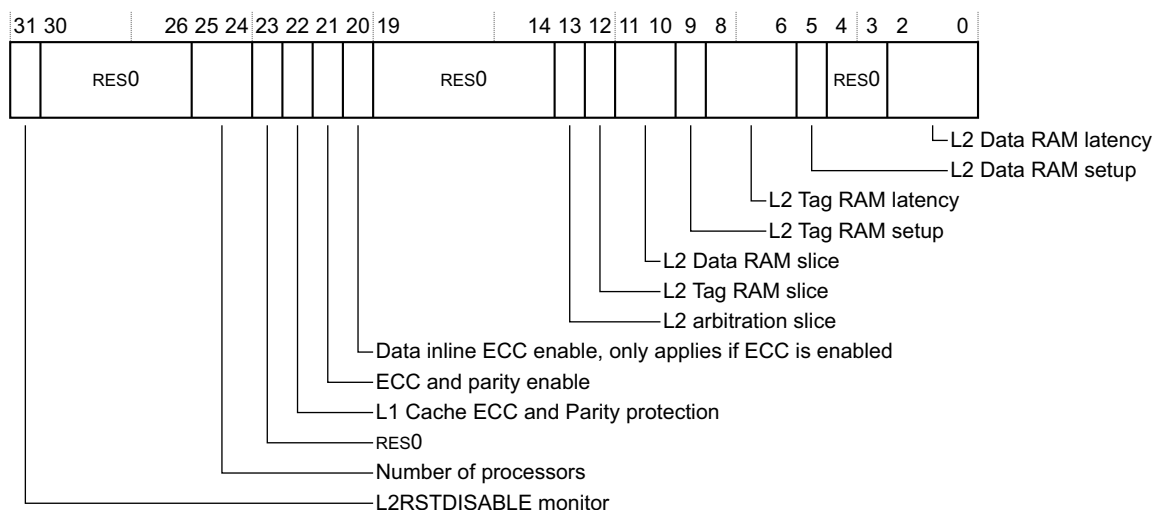 31 30 26 25 24 23 22 21 20 19 14 13 12 11 10 9 8 6 5 4 3 2 0
RES0 RES0 RES0
L2 Data RAM latency
L2 Data RAM setup
L2 Tag RAM latency
L2 Tag RAM setup
L2 Data RAM slice
L2 Tag RAM slice
L2 arbitration slice
Data inline ECC enable, only applies if ECC is enabled
ECC and parity enable
L1 Cache ECC and Parity protection
RES0
Number of processors
L2RSTDISABLE monitor